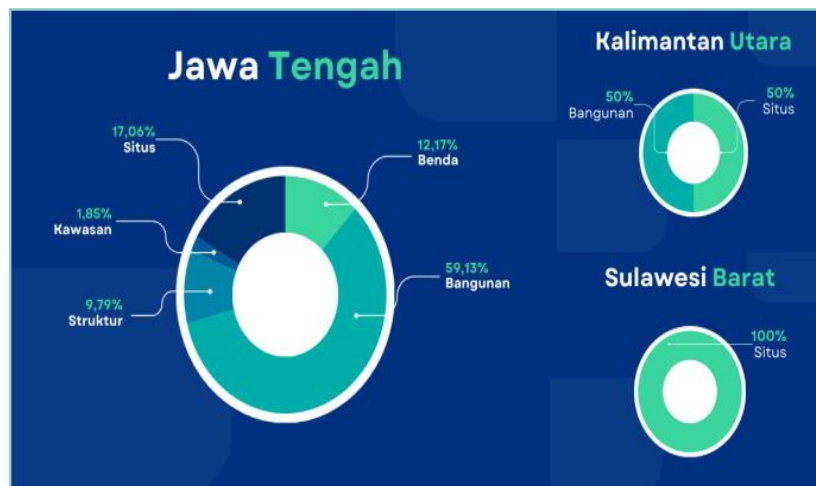 Jawa Tengah
17,06%
Situs
12,17%
Benda
1,85%
Kawasan
59,13%
Bangunan
9,79%
Struktur
Kalimantan Utara
50%
Bangunan
50%
Situs
Sulawesi Barat
100%
Situs